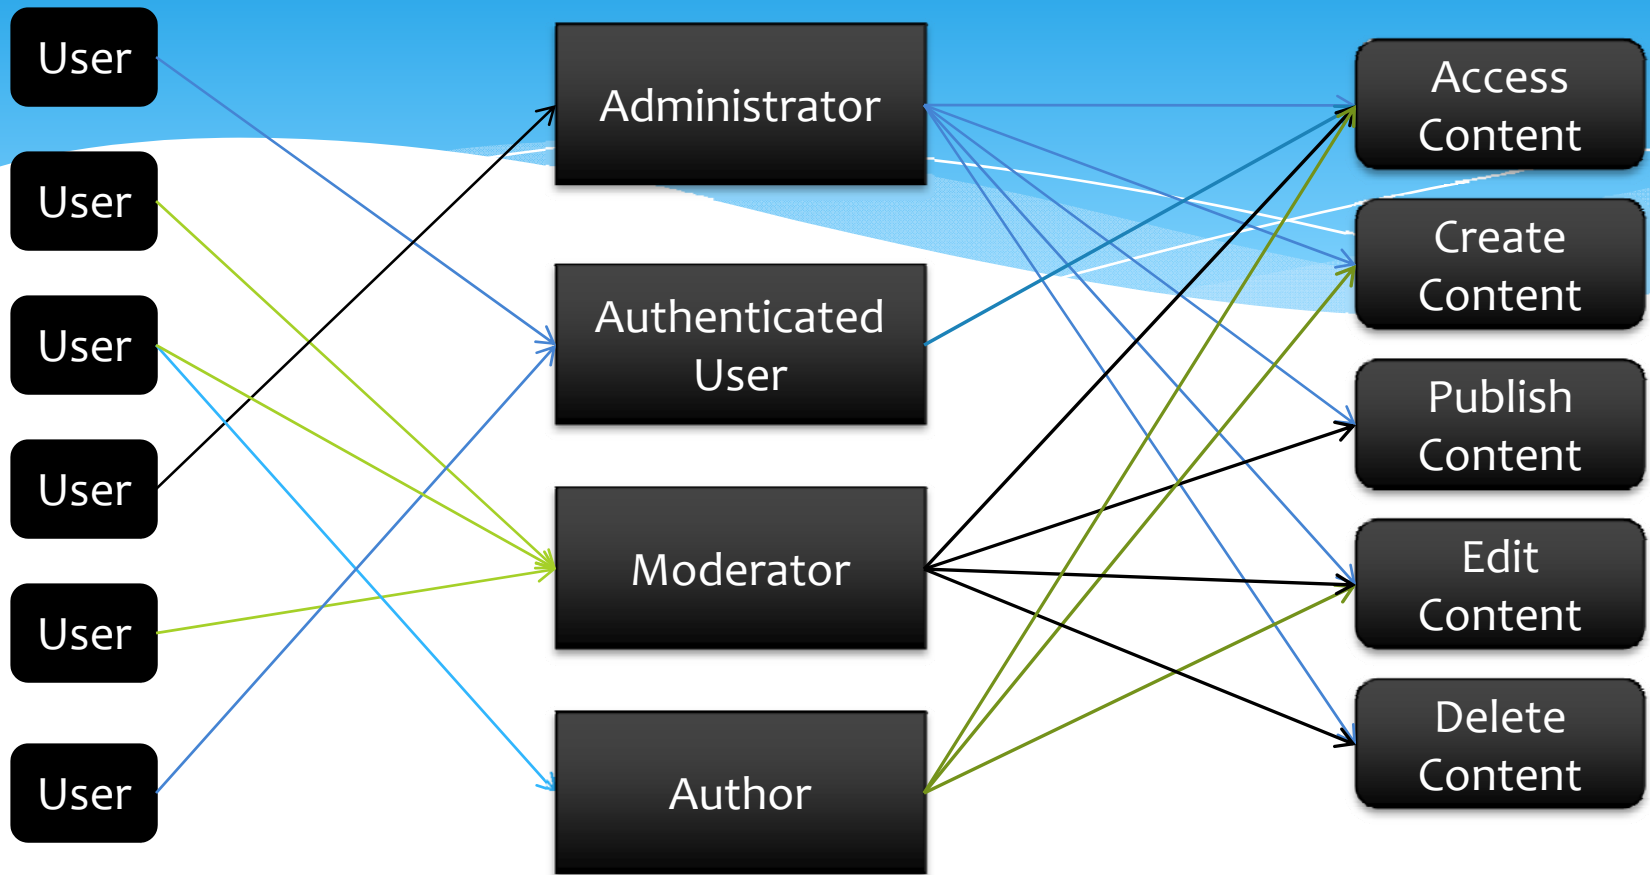 User
User
User
User
User
User
Administrator
Authenticated
User
Moderator
Author
Access
Content
Create
Content
Publish
Content
Edit
Content
Delete
Content